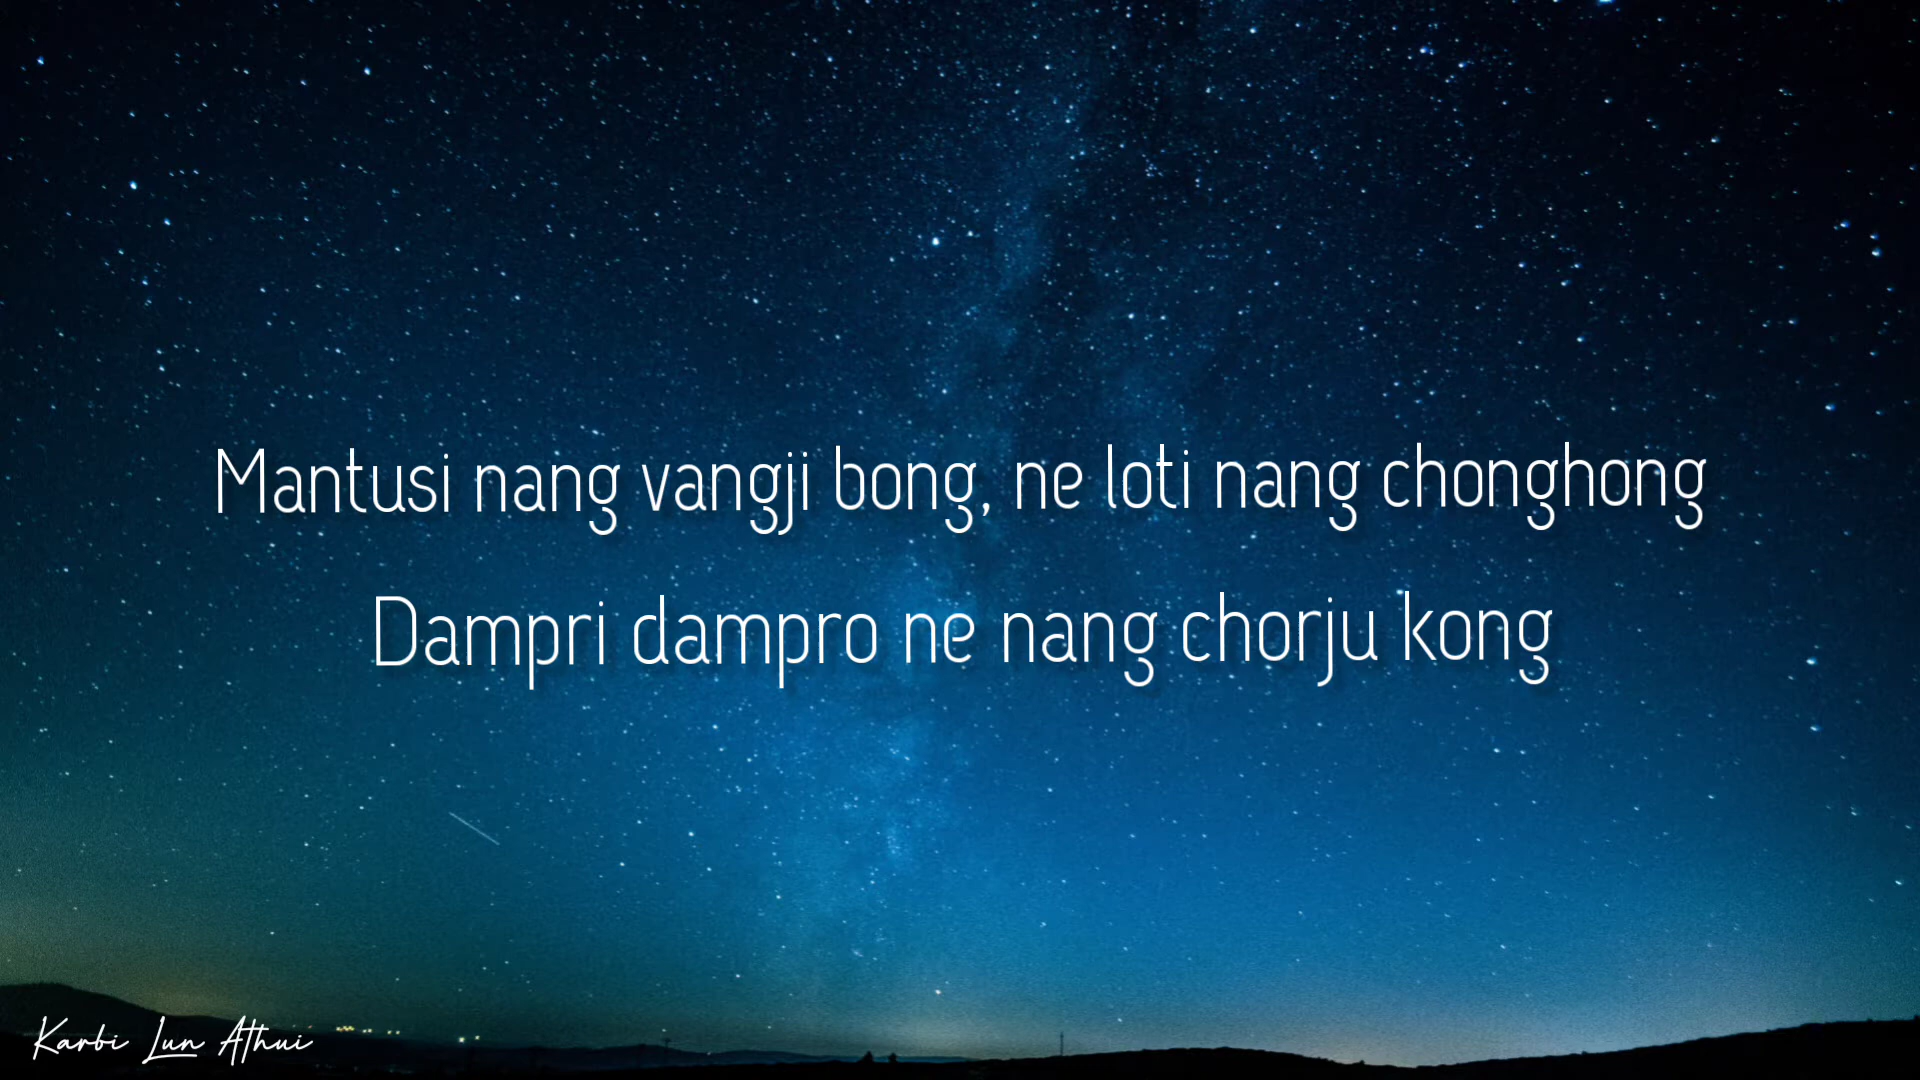 Mantusi nang vangji bong, ne loti nang chonghong
Dampri dampro ne nang chorju kong
Karbi Lun Athui